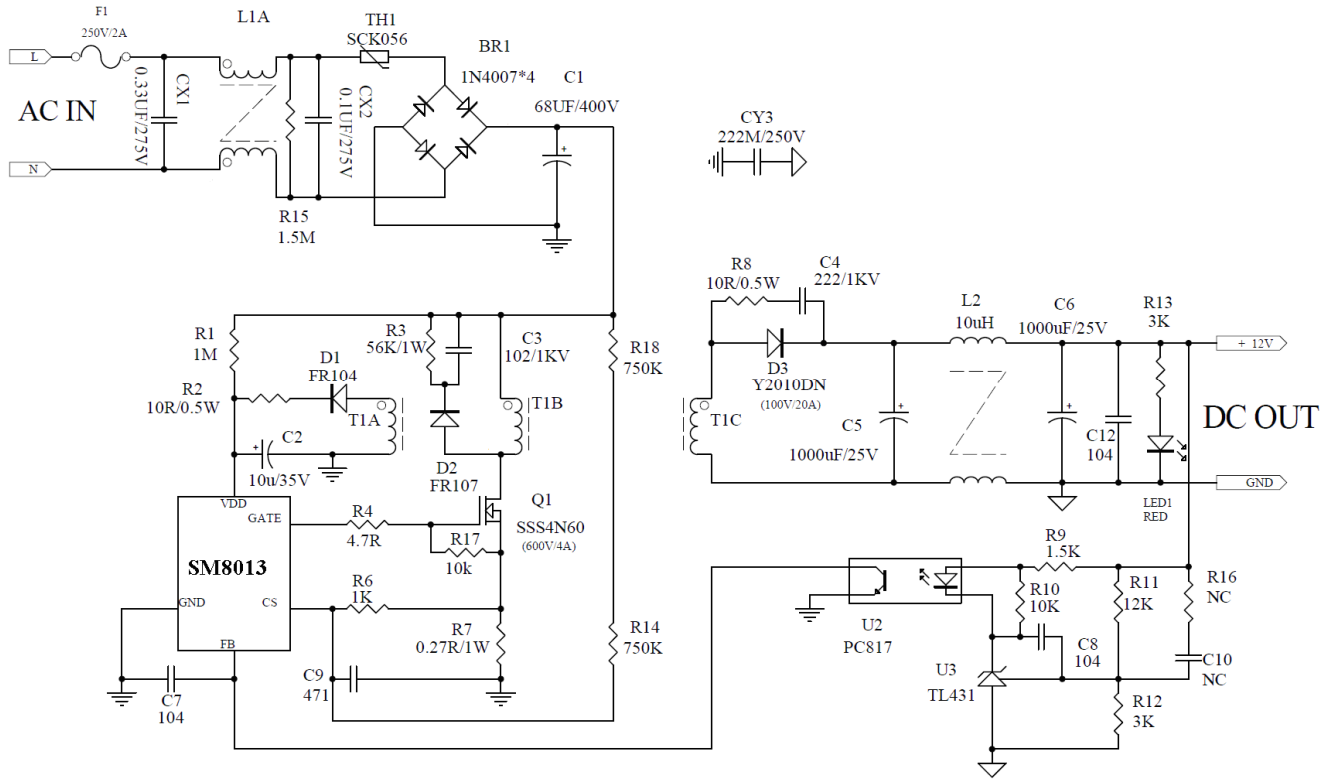 F1
250V/2A
L1A
TH1
SCK056
BR1
1N4007*4
C1
68UF/400V
L
AC IN
N
CX1
0.33UF/275V
CX2
0.1UF/275V
R15
1.5M
CY3
222M/250V
R1
1M
R2
10R/0.5W
D1
FR104
R3
56K/1W
C3
102/1KV
R18
750K
T1A
T1B
C2
10u/35V
D2
FR107
R8
10R/0.5W
C4
222/1KV
D3
Y2010DN
(100V/20A)
T1C
C5
1000uF/25V
L2
10uH
C6
1000uF/25V
R13
3K
+ 12V
DC OUT
C12
104
GND
LED1
RED
VDD
GATE
SM8013
GND
CS
FB
R4
4.7R
R17
10k
Q1
SSS4N60
(600V/4A)
R6
1K
R7
0.27R/1W
R14
750K
C9
471
C7
104
U2
PC817
R9
1.5K
R10
10K
R11
12K
R16
NC
C8
104
C10
NC
U3
TL431
R12
3K